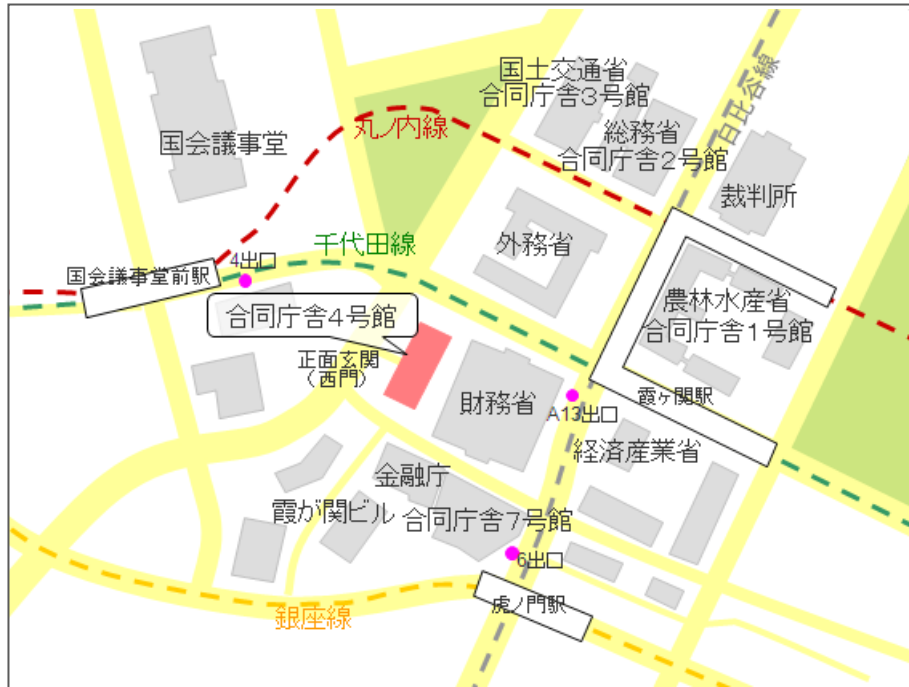 国土交通省
合同庁舎3号館
日比谷線
丸ノ内線
総務省
合同庁舎2号館
国会議事堂
裁判所
千代田線
外務省
4出口
国会議事堂前駅
農林水産省
合同庁舎1号館
合同庁舎4号館
正面玄関
(西門)
財務省
霞ヶ関駅
A13出口
経済産業省
金融庁
霞が関ビル
合同庁舎7号館
6出口
虎ノ門駅
銀座線